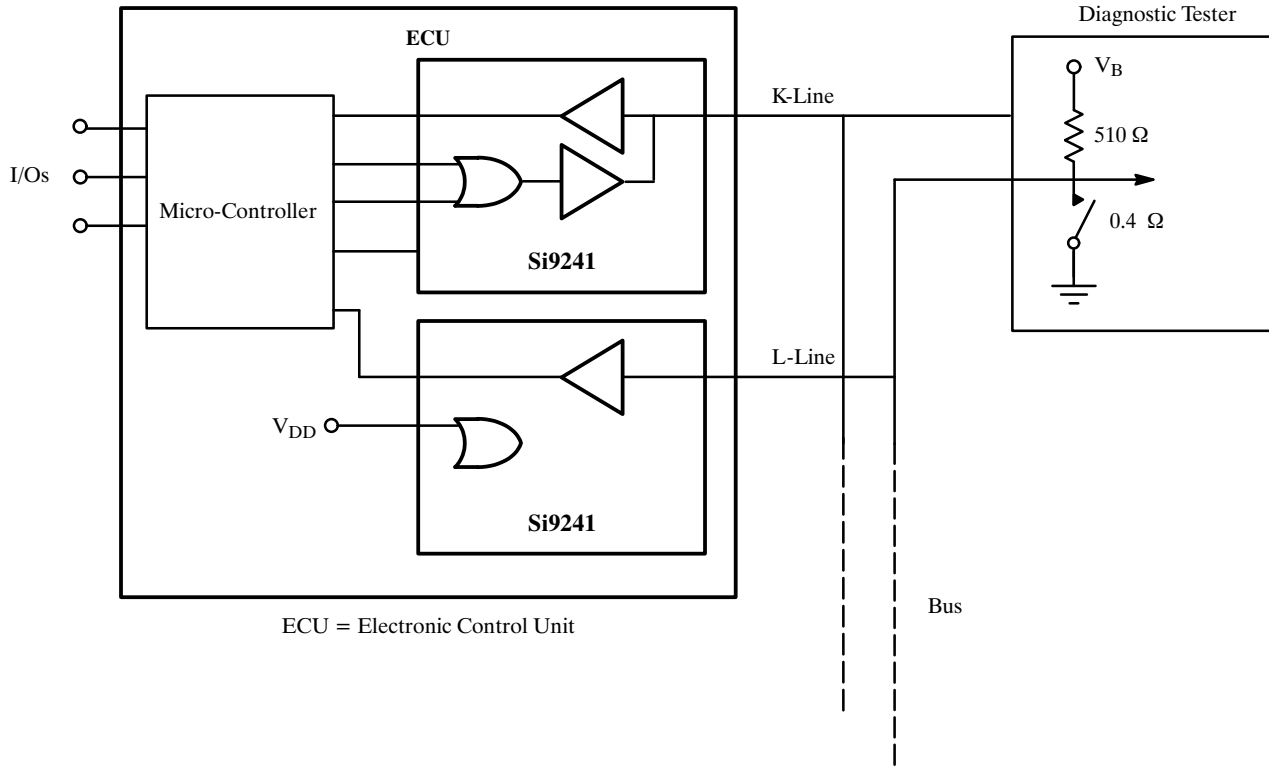 Diagnostic Tester
ECU
V_B
K-Line
510 Ω
I/Os
Micro-Controller
0.4 Ω
Si9241
L-Line
V_DD
Si9241
Bus
ECU = Electronic Control Unit